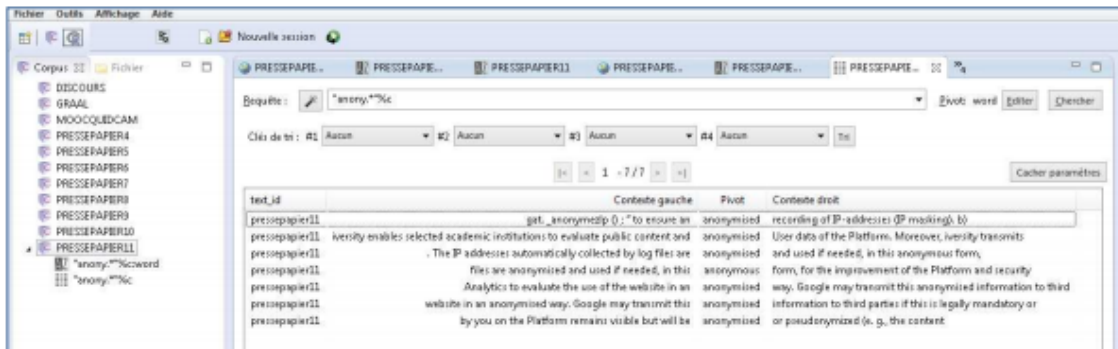 Fichier Outils Affichage Aide
Nouvelle session
Corpus Fichier
PRESSEPAPIE... PRESSEPAPIE... PRESSEPAPIER11 PRESSEPAPIE... PRESSEPAPIE... PRESSEPAPIE...
DISCOURS
GRAAL
MOOCQUIDCAM
PRESSEPAPIER4
PRESSEPAPIER5
PRESSEPAPIER6
PRESSEPAPIER7
PRESSEPAPIER8
PRESSEPAPIER9
PRESSEPAPIER10
PRESSEPAPIER11
"anony.*"%c:word
"anony.*"%c
Requête : "anony.*"%c Pivot: word Editer Chercher
Clés de tri : #1 Aucun #2 Aucun #3 Aucun #4 Aucun Tri
1 -7/7
Cacher paramètres
text_id Contexte gauche Pivot Contexte droit
pressepapier11 gat. _anonymezIp () ; " to ensure an anonymised recording of IP-addresses (IP masking). b)
pressepapier11 iversity enables selected academic institutions to evaluate public content and anonymised User data of the Platform. Moreover, iversity transmits
pressepapier11 . The IP addresses automatically collected by log files are anonymised and used if needed, in this anonymous form,
pressepapier11 files are anonymised and used if needed, in this anonymous form, for the improvement of the Platform and security
pressepapier11 Analytics to evaluate the use of the website in an anonymised way. Google may transmit this anonymised information to third
pressepapier11 website in an anonymised way. Google may transmit this anonymised information to third parties if this is legally mandatory or
pressepapier11 by you on the Platform remains visible but will be anonymised or pseudonymized (e. g., the content